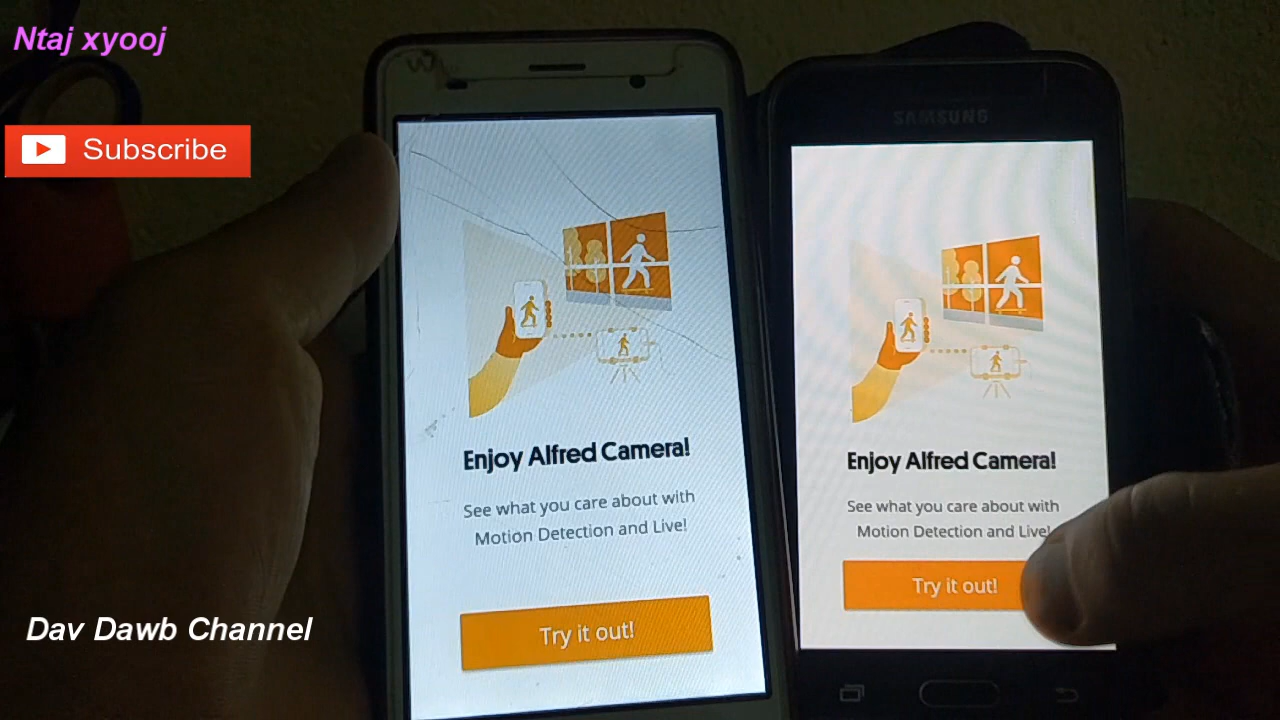 Ntaj xyooj
Subscribe
Enjoy Alfred Camera!
See what you care about with
Motion Detection and Live!
Try it out!
SAMSUNG
Enjoy Alfred Camera!
See what you care about with
Motion Detection and Live!
Try it out!
Dav Dawb Channel